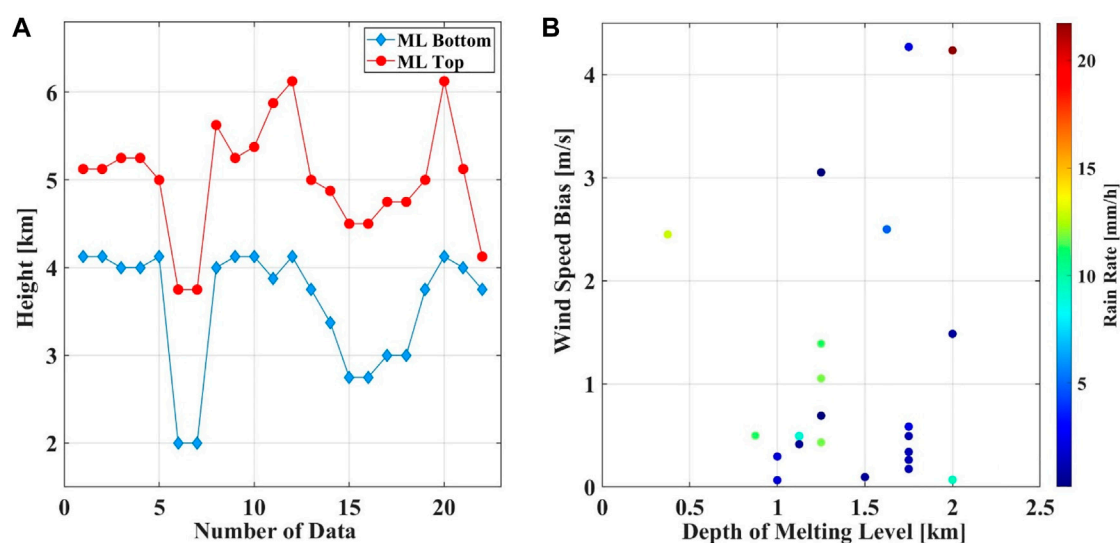 A
ML Bottom
ML Top
Height [km]
6
5
4
3
2
0
5
10
15
20
Number of Data
B
Wind Speed Bias [m/s]
4
3
2
1
0
0
0.5
1
1.5
2
2.5
Depth of Melting Level [km]
20
15
10
5
Rain Rate [mm/h]